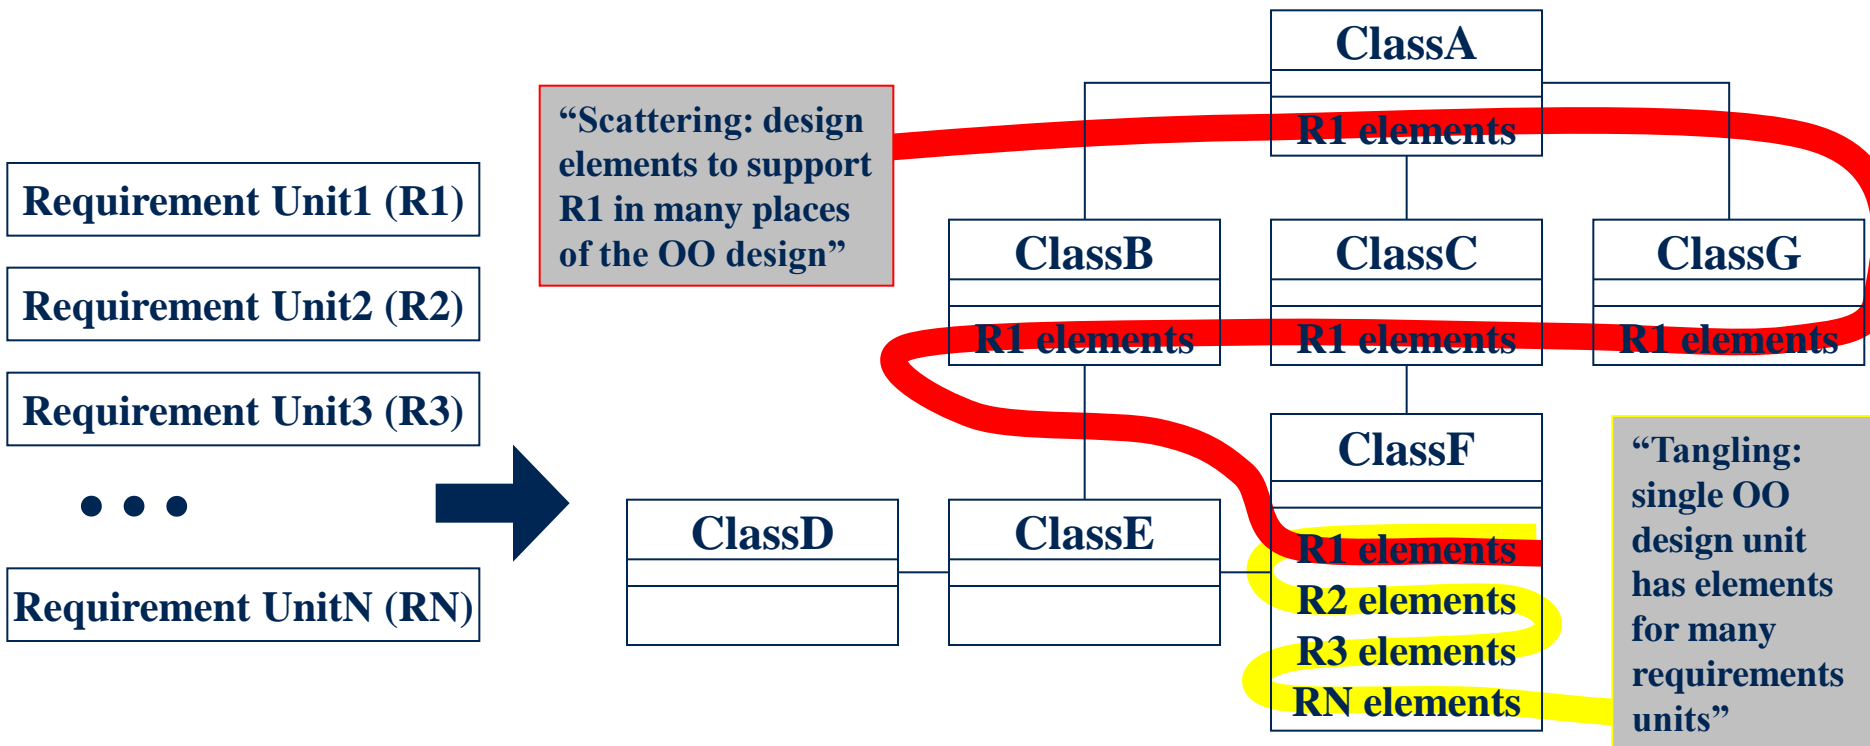 Requirement Unit1 (R1)
Requirement Unit2 (R2)
Requirement Unit3 (R3)
• • •
Requirement UnitN (RN)
“Scattering: design
elements to support
R1 in many places
of the OO design”
ClassA
R1 elements
ClassB
R1 elements
ClassC
R1 elements
ClassG
R1 elements
ClassD
ClassE
ClassF
R1 elements
R2 elements
R3 elements
RN elements
“Tangling:
single OO
design unit
has elements
for many
requirements
units”